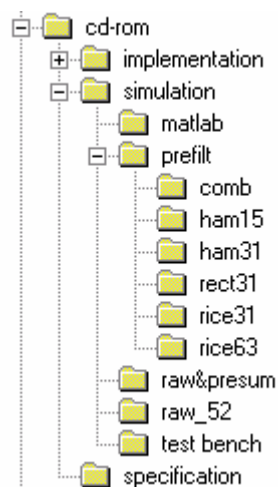 cd-rom
implementation
simulation
matlab
prefilt
comb
ham15
ham31
rect31
rice31
rice63
raw&presum
raw_52
test bench
specification